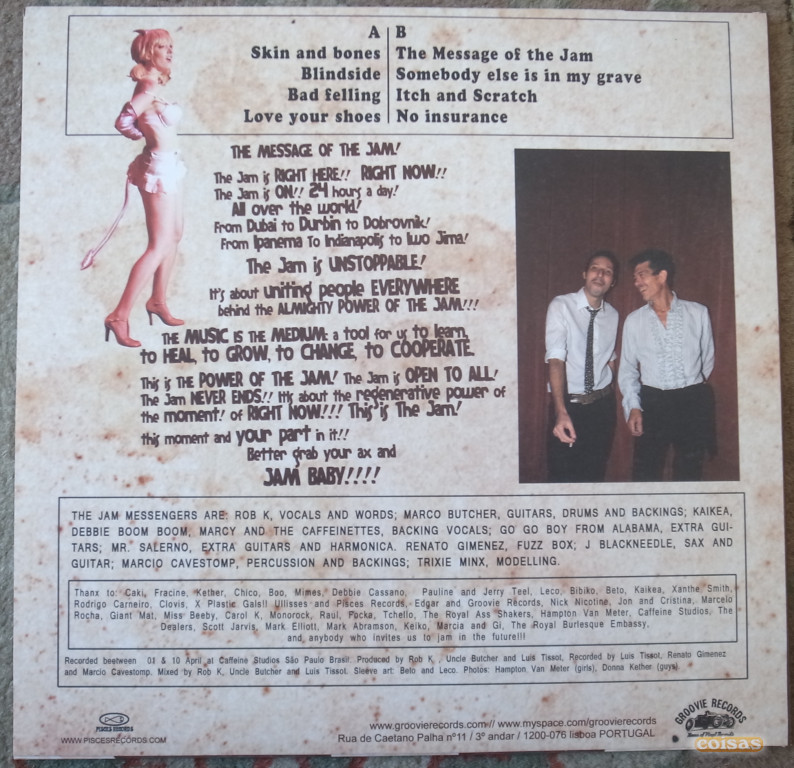 A B
Skin and bones | The Message of the Jam
Blindside | Somebody else is in my grave
Bad felling | Itch and Scratch
Love your shoes | No insurance
THE MESSAGE OF THE JAM!
The Jam is RIGHT HERE!! RIGHT NOW!!
The Jam is ON!! 24 hours a day!
All over the world!
From Dubai to Durbin to Dobrovnik!
From Ipanema To Indianapolis to Iwo Jima!
The Jam is UNSTOPPABLE!
It's about uniting people EVERYWHERE
behind the ALMIGHTY POWER OF THE JAM!!!
THE MUSIC IS THE MEDIUM: a tool for us to learn,
to HEAL, to GROW, to CHANGE, to COOPERATE.
This is THE POWER OF THE JAM! The Jam is OPEN TO ALL!
The Jam NEVER ENDS!! It's about the regenerative power of
the moment! of RIGHT NOW!!! This is The Jam!
this moment and your part in it!!
Better grab your ax and
JAM BABY!!!!
THE JAM MESSENGERS ARE: ROB K, VOCALS AND WORDS; MARCO BUTCHER, GUITARS, DRUMS AND BACKINGS; KAIKEA,
DEBBIE BOOM BOOM, MARCY AND THE CAFFEINETTES, BACKING VOCALS; GO GO BOY FROM ALABAMA, EXTRA GUI-
TARS; MR. SALERNO, EXTRA GUITARS AND HARMONICA. RENATO GIMENEZ, FUZZ BOX; J BLACKNEEDLE, SAX AND
GUITAR; MARCIO CAVESTOMP, PERCUSSION AND BACKINGS; TRIXIE MINX, MODELLING.
Thanx to: Caki, Fracine, Kether, Chico, Boo, Mimes, Debbie Cassano, Pauline and Jerry Teel, Leco, Bibiko, Beto, Kaikea, Xanthe Smith,
Rodrigo Carneiro, Clovis, X Plastic Gals!! Ullisses and Pisces Records, Edgar and Groovie Records, Nick Nicotine, Jon and Cristina, Marcelo
Rocha, Giant Mat, Miss Beeby, Carol K, Monorock, Raul, Packa, Tchello, The Royal Ass Shakers, Hampton Van Meter, Caffeine Studios, The
Dealers, Scott Jarvis, Mark Elliott, Mark Abramson, Keiko, Marcia and Gi, The Royal Burlesque Embassy,
and anybody who invites us to jam in the future!!!
Recorded beetween 08 & 10 April at Caffeine Studios São Paulo Brasil. Produced by Rob K , Uncle Butcher and Luis Tissot, Recorded by Luis Tissot, Renato Gimenez
and Marcio Cavestomp. Mixed by Rob K, Uncle Butcher and Luis Tissot. Sleeve art: Beto and Leco. Photos: Hampton Van Meter (girls), Donna Kether (guys).
PISCES RECORDS
WWW.PISCESRECORDS.COM
www.groovierecords.com // www.myspace.com/groovierecords
Rua de Caetano Palha nº11 / 3º andar / 1200-076 lisboa PORTUGAL
GROOVIE RECORDS
coisas